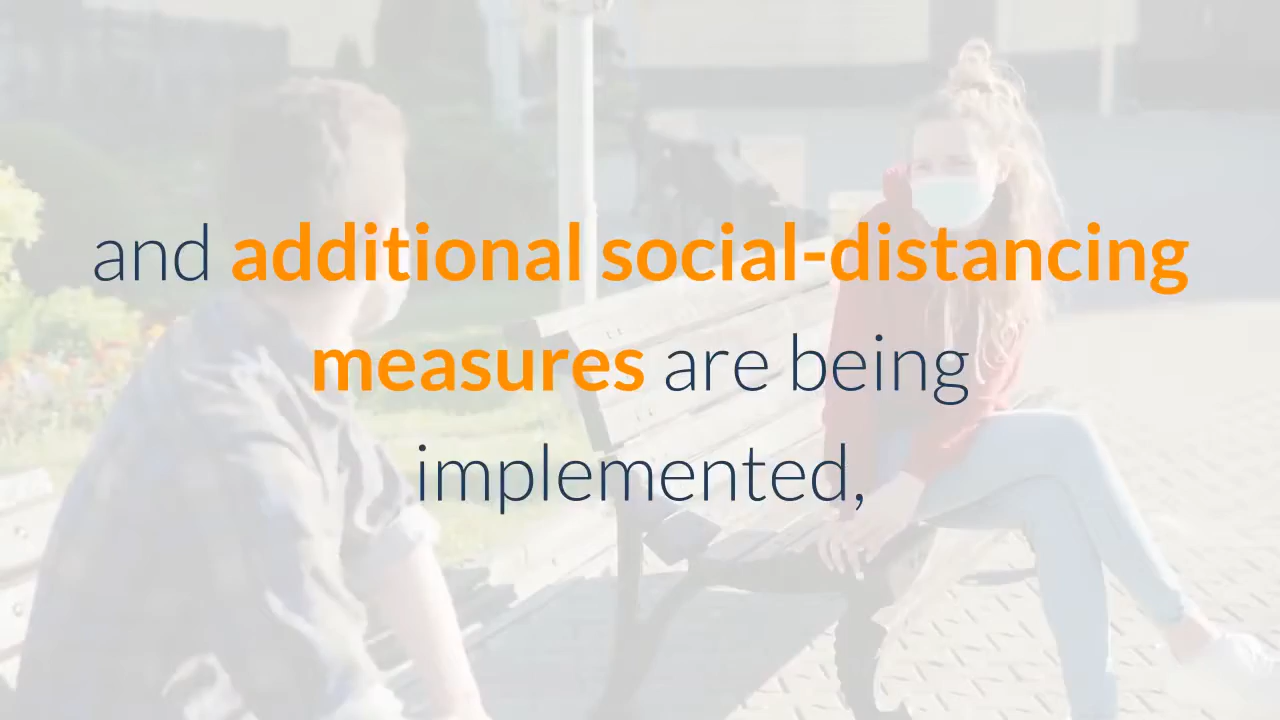 and additional social-distancing
measures are being
implemented,